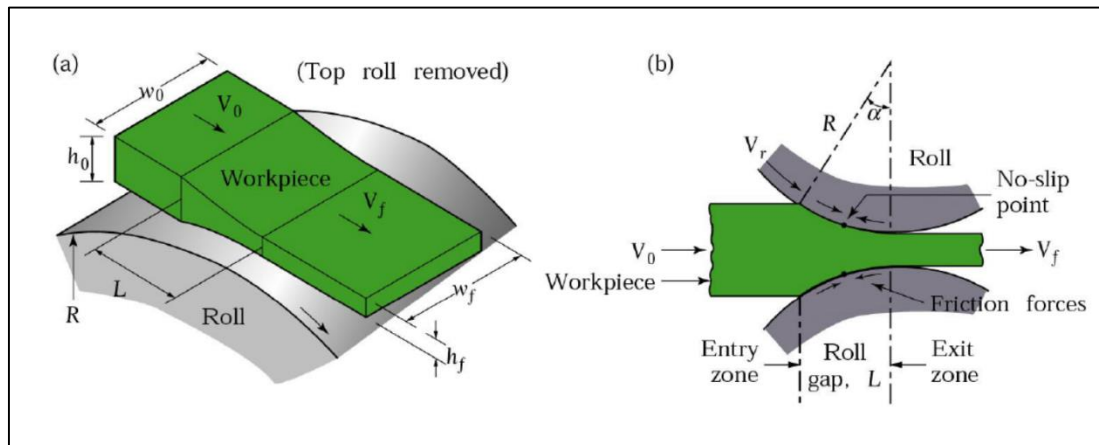 (a)
(Top roll removed)
w0
V0
h0
Workpiece
Vf
L
R
Roll
wf
hf
(b)
R
α
Vr
Roll
No-slip
point
V0
Vf
Workpiece
Friction forces
Entry
zone
Roll
gap, L
Exit
zone